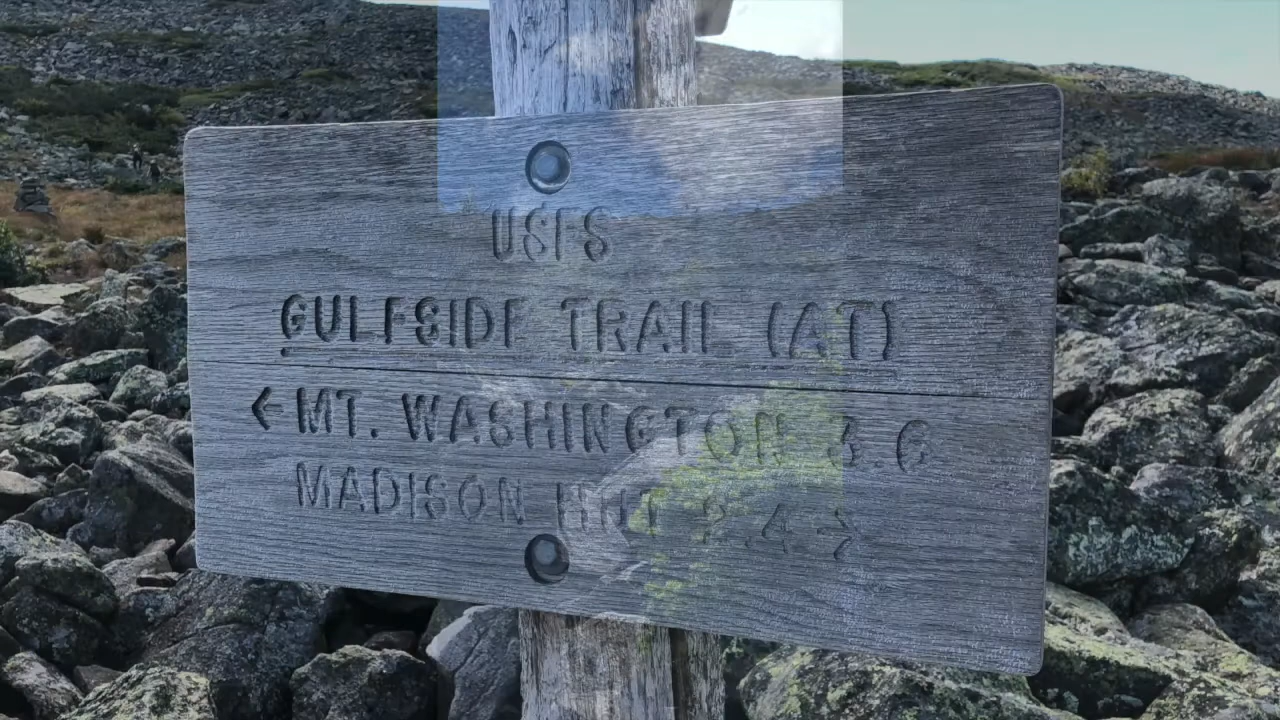 USFS
GULFSIDE TRAIL (AT)
←MT. WASHINGTON 3.6
MADISON HUT 2.4→